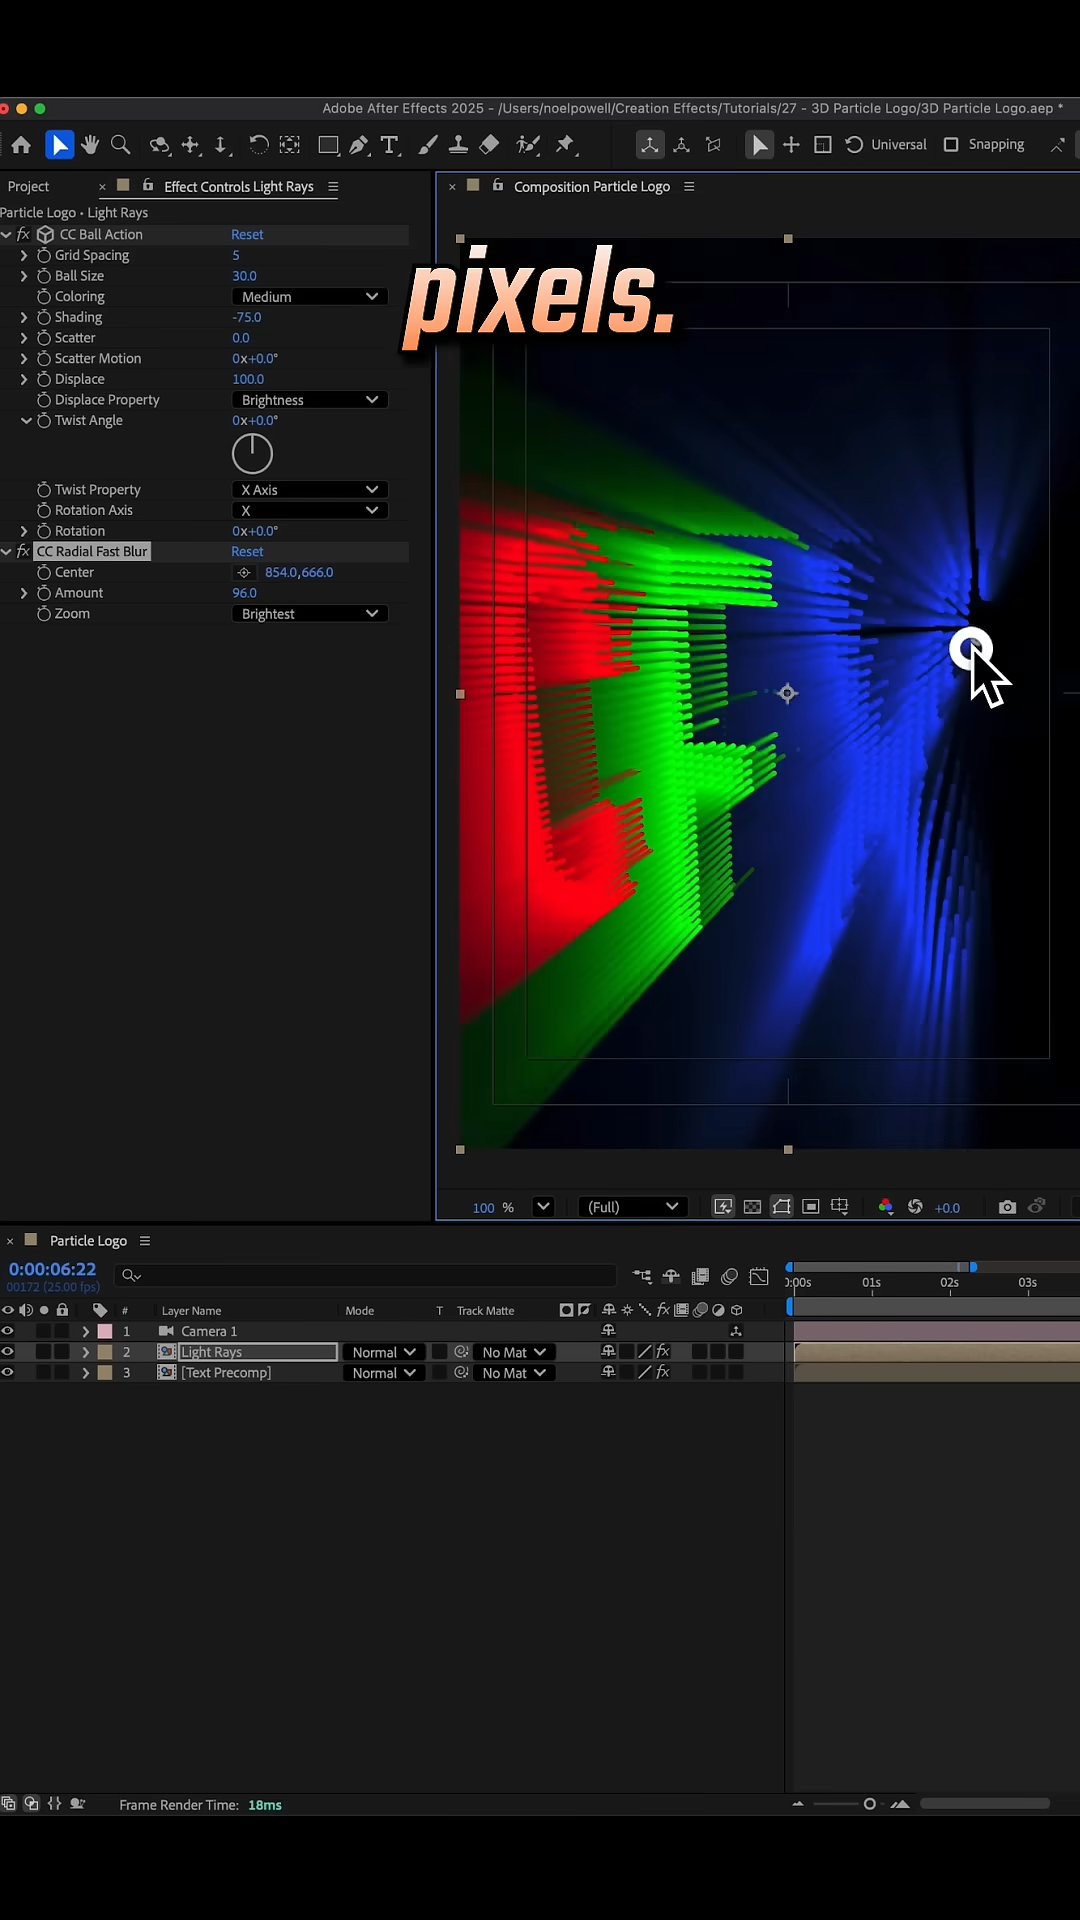 Adobe After Effects 2025 - /Users/noelpowell/Creation Effects/Tutorials/27 - 3D Particle Logo/3D Particle Logo.aep *
Universal Snapping
Project × Effect Controls Light Rays
× Composition Particle Logo
Particle Logo • Light Rays
fx CC Ball Action Reset
Grid Spacing 5
Ball Size 30.0
Coloring Medium
Shading -75.0
Scatter 0.0
Scatter Motion 0x+0.0°
Displace 100.0
Displace Property Brightness
Twist Angle 0x+0.0°
Twist Property X Axis
Rotation Axis X
Rotation 0x+0.0°
fx CC Radial Fast Blur Reset
Center 854.0,666.0
Amount 96.0
Zoom Brightest
pixels.
100 % (Full) +0.0
× Particle Logo
0:00:06:22
00172 (25.00 fps)
:00s 01s 02s 03s
# Layer Name Mode T Track Matte fx
1 Camera 1
2 Light Rays Normal No Mat fx
3 [Text Precomp] Normal No Mat fx
Frame Render Time: 18ms